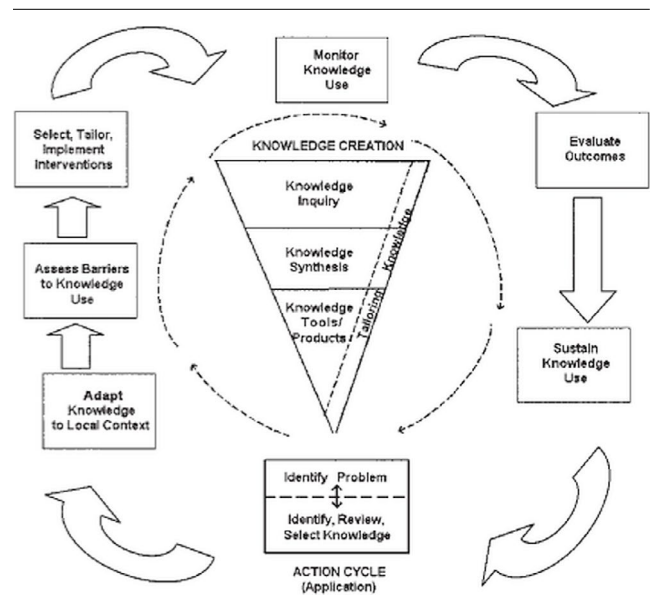 Monitor
Knowledge
Use
Select, Tailor,
Implement
Interventions
Evaluate
Outcomes
KNOWLEDGE CREATION
Knowledge
Inquiry
Knowledge
Synthesis
Knowledge
Tools/
Products
Tailoring Knowledge
Assess Barriers
to Knowledge
Use
Sustain
Knowledge
Use
Adapt
Knowledge
to Local Context
Identify Problem
Identify, Review,
Select Knowledge
ACTION CYCLE
(Application)